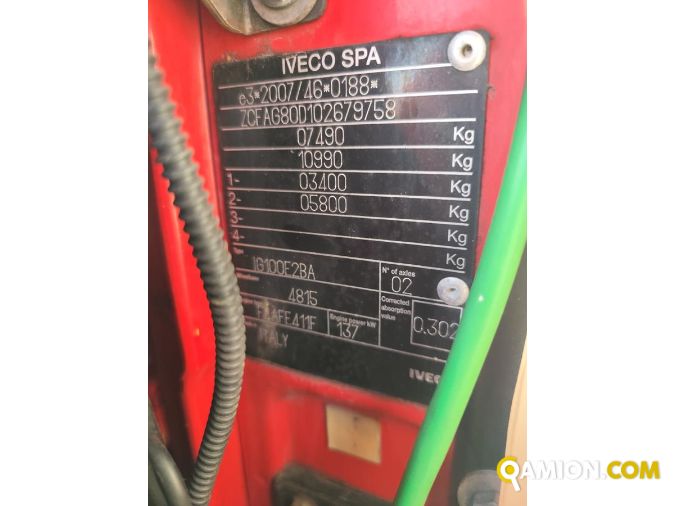 IVECO SPA
e3*2007/46*0188*
ZCFAG80D102679758
07490 Kg
10990 Kg
1- 03400 Kg
2- 05800 Kg
3- Kg
4- Kg
Type IG100E2BA
N° of axles 02
4815
Corrected absorption value 0.302
Engine power kW 137
ITALY
IVEC
QAMION.COM